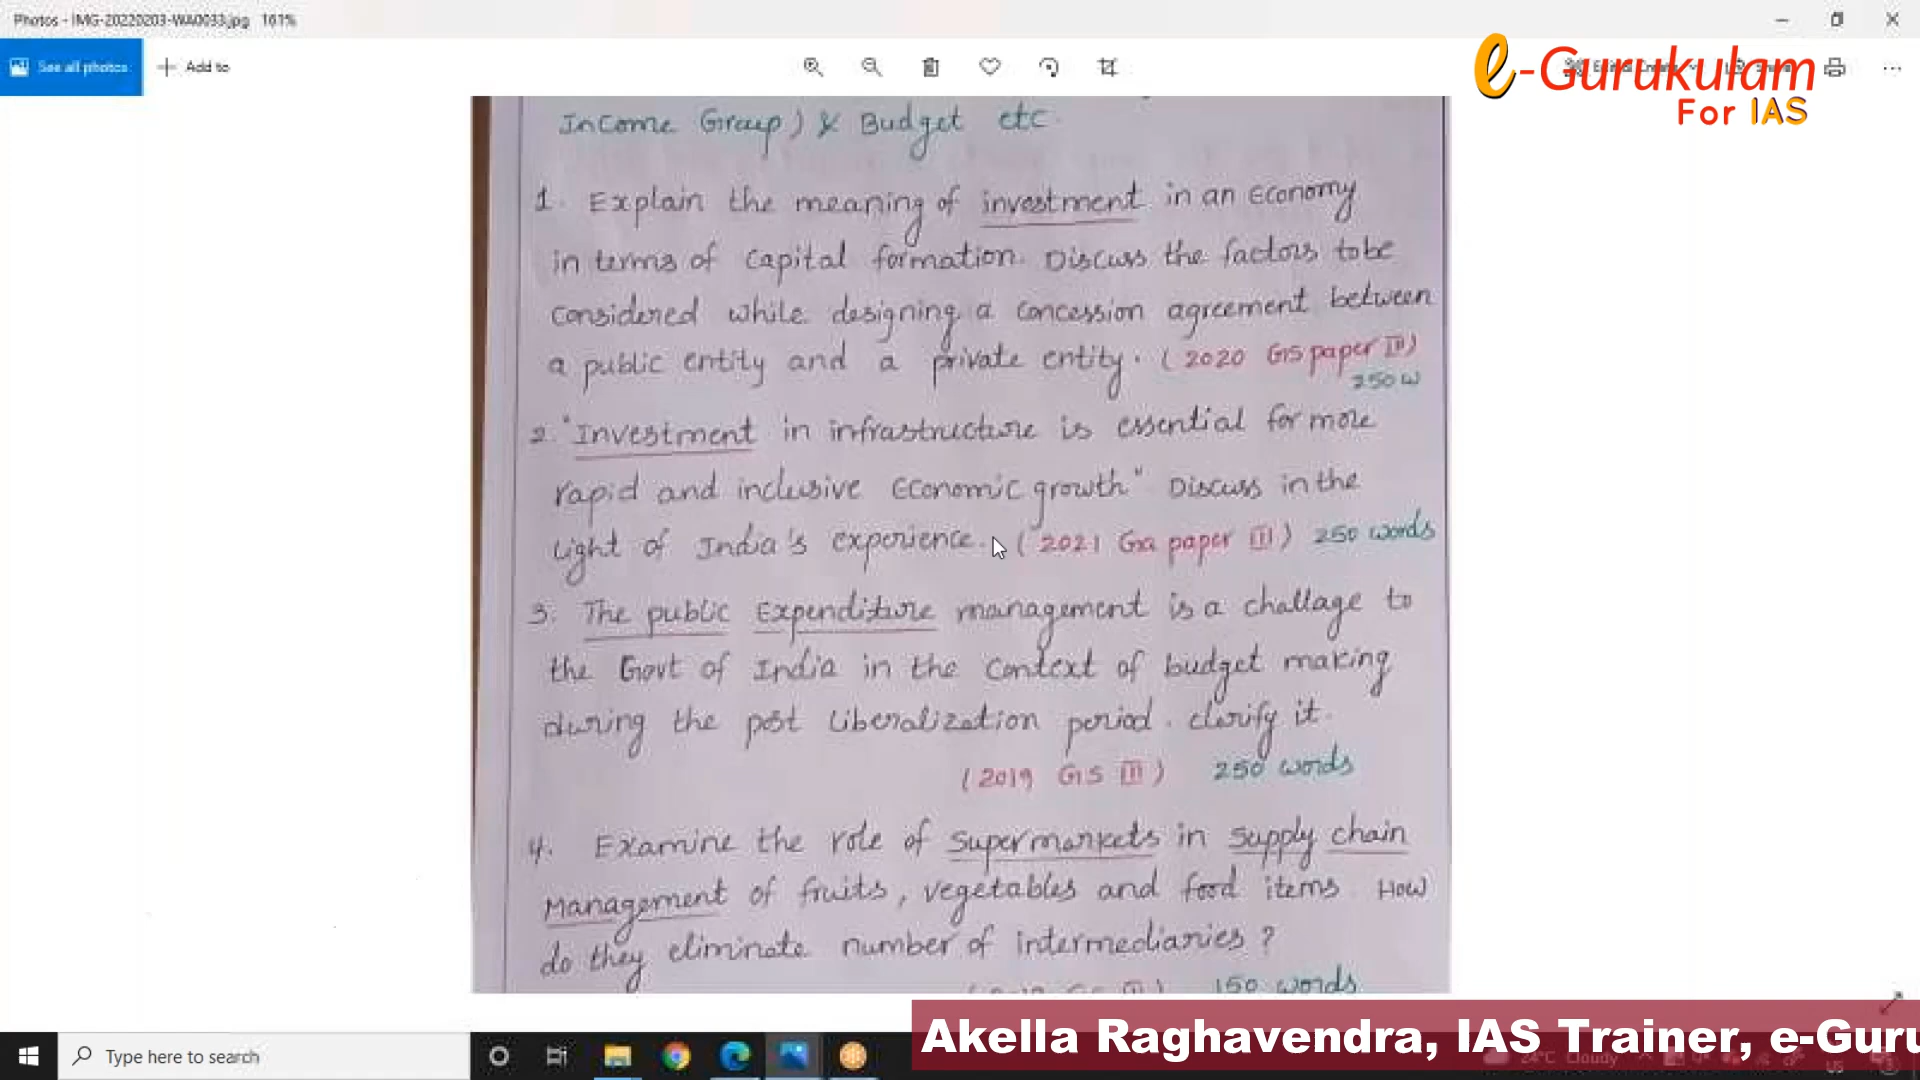 Photos - IMG-20220203-WA0033.jpg 161%
See all photos
Add to
e-Gurukulam
For IAS
Income Group) & Budget etc.
1. Explain the meaning of investment in an Economy
in terms of Capital formation. Discuss the factors to be
considered while designing a concession agreement between
a public entity and a private entity. (2020 GS paper III)
250 W
2. "Investment in infrastructure is essential for more
rapid and inclusive Economic growth" Discuss in the
light of India's experience. (2021 Gs paper III) 250 words
3. The public Expenditure management is a challage to
the Govt of India in the Context of budget making
during the post liberalization period. clarify it.
(2019 GS III) 250 words
4. Examine the role of Supermarkets in supply chain
Management of fruits, vegetables and food items. How
do they eliminate number of intermediaries?
150 words
Akella Raghavendra, IAS Trainer, e-Guru
Type here to search
24°C Cloudy